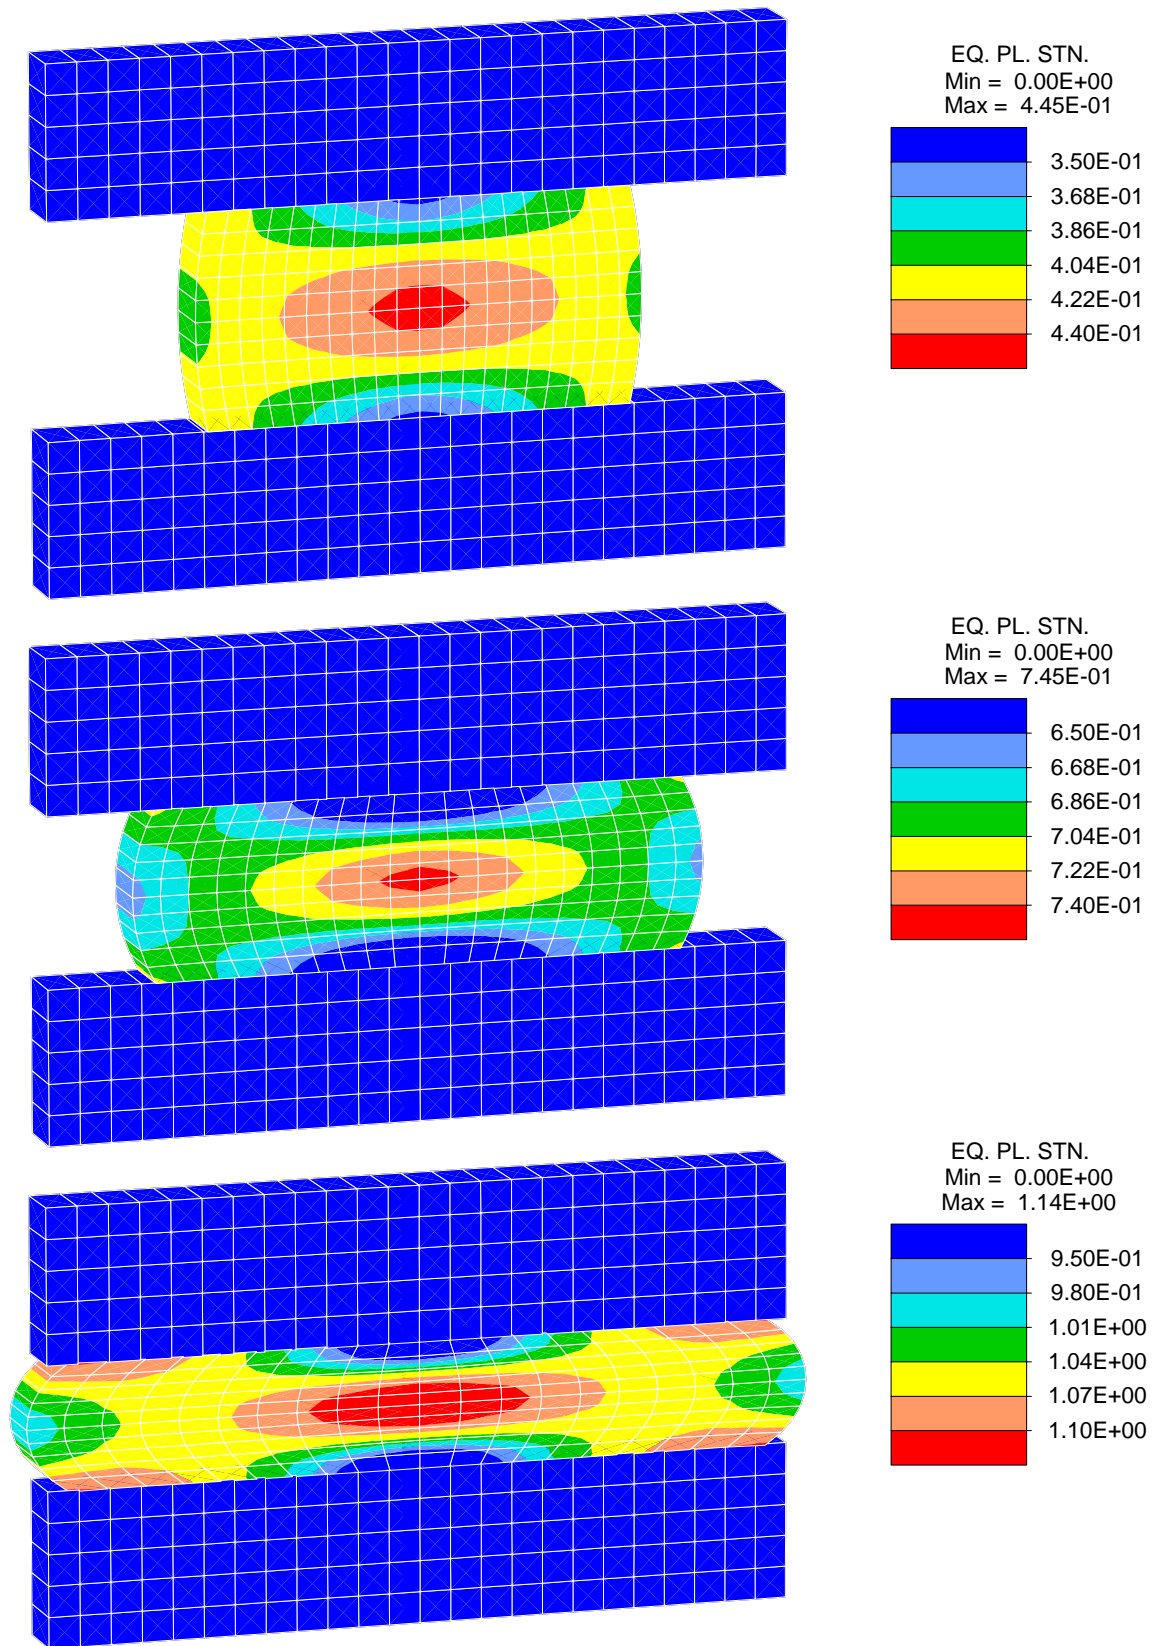 EQ. PL. STN.
Min = 0.00E+00
Max = 4.45E-01
3.50E-01
3.68E-01
3.86E-01
4.04E-01
4.22E-01
4.40E-01
EQ. PL. STN.
Min = 0.00E+00
Max = 7.45E-01
6.50E-01
6.68E-01
6.86E-01
7.04E-01
7.22E-01
7.40E-01
EQ. PL. STN.
Min = 0.00E+00
Max = 1.14E+00
9.50E-01
9.80E-01
1.01E+00
1.04E+00
1.07E+00
1.10E+00